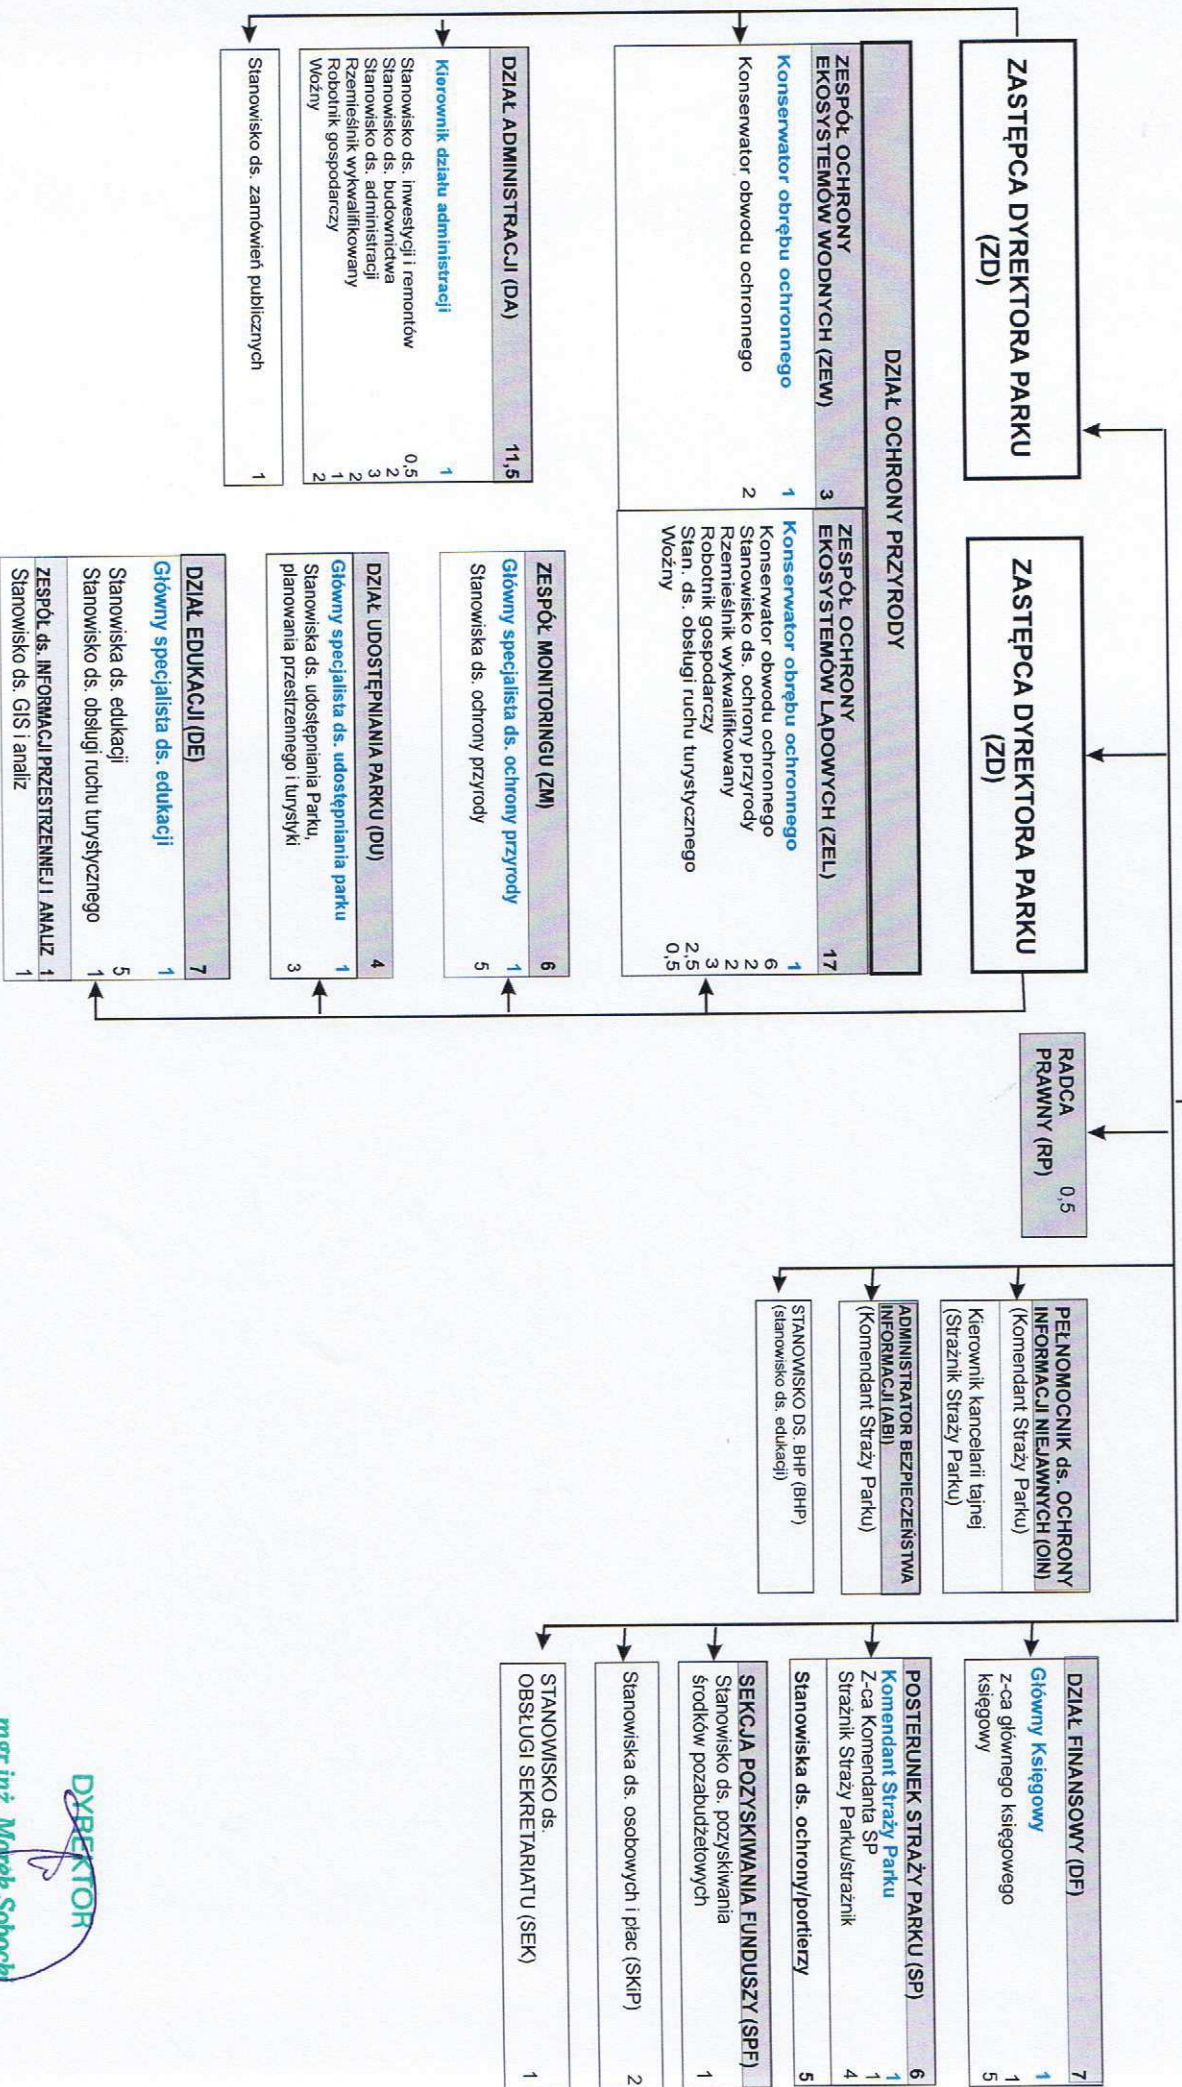 ZASTĘPCA DYREKTORA PARKU
(ZD)
ZASTĘPCA DYREKTORA PARKU
(ZD)
RADCA
PRAWNY (RP) 0,5
DZIAŁ OCHRONY PRZYRODY
ZESPÓŁ OCHRONY
EKOSYSTEMÓW WODNYCH (ZEW) 3
Konserwator obrębu ochronnego 1
Konserwator obwodu ochronnego 2
ZESPÓŁ OCHRONY
EKOSYSTEMÓW LĄDOWYCH (ZEL) 17
Konserwator obrębu ochronnego 1
Konserwator obwodu ochronnego 6
Stanowisko ds. ochrony przyrody 2
Rzemieślnik wykwalifikowany 2
Robotnik gospodarczy 3
Stan. ds. obsługi ruchu turystycznego 2,5
Woźny 0,5
DZIAŁ ADMINISTRACJI (DA) 11,5
Kierownik działu administracji 1
Stanowisko ds. inwestycji i remontów 0,5
Stanowisko ds. budownictwa 2
Stanowisko ds. administracji 3
Rzemieślnik wykwalifikowany 2
Robotnik gospodarczy 1
Woźny 2
Stanowisko ds. zamówień publicznych 1
ZESPÓŁ MONITORINGU (ZM) 6
Główny specjalista ds. ochrony przyrody 1
Stanowiska ds. ochrony przyrody 5
DZIAŁ UDOSTĘPNIANIA PARKU (DU) 4
Główny specjalista ds. udostępniania parku 1
Stanowiska ds. udostępniania Parku,
planowania przestrzennego i turystyki 3
DZIAŁ EDUKACJI (DE) 7
Główny specjalista ds. edukacji 1
Stanowiska ds. edukacji 5
Stanowisko ds. obsługi ruchu turystycznego 1
ZESPÓŁ ds. INFORMACJI PRZESTRZENNEJ I ANALIZ 1
Stanowisko ds. GIS i analiz 1
PEŁNOMOCNIK ds. OCHRONY
INFORMACJI NIEJAWNYCH (OIN)
(Komendant Straży Parku)
Kierownik kancelarii tajnej
(Strażnik Straży Parku)
ADMINISTRATOR BEZPIECZEŃSTWA
INFORMACJI (ABI)
(Komendant Straży Parku)
STANOWISKO DS. BHP (BHP)
(stanowisko ds. edukacji)
DZIAŁ FINANSOWY (DF) 7
Główny Księgowy 1
z-ca głównego księgowego 1
księgowy 5
POSTERUNEK STRAŻY PARKU (SP) 6
Komendant Straży Parku 1
Z-ca Komendanta SP 1
Strażnik Straży Parku/strażnik 4
Stanowiska ds. ochrony/portierzy 5
SEKCJA POZYSKIWANIA FUNDUSZY (SPF)
Stanowisko ds. pozyskiwania
środków pozabudżetowych 1
Stanowiska ds. osobowych i płac (SKiP) 2
STANOWISKO ds.
OBSŁUGI SEKRETARIATU (SEK) 1
DYREKTOR
mgr inż. Marek Sobocki